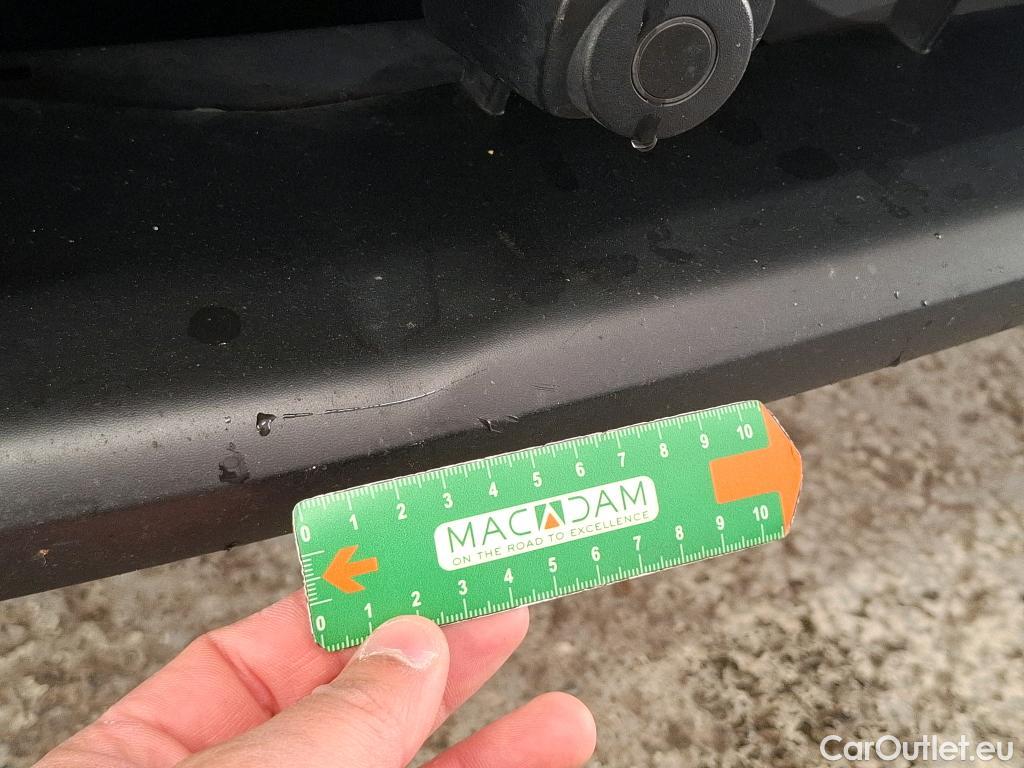 0 1 2 3 4 5 6 7 8 9 10
MACADAM
ON THE ROAD TO EXCELLENCE
0 1 2 3 4 5 6 7 8 9 10
CarOutlet.eu